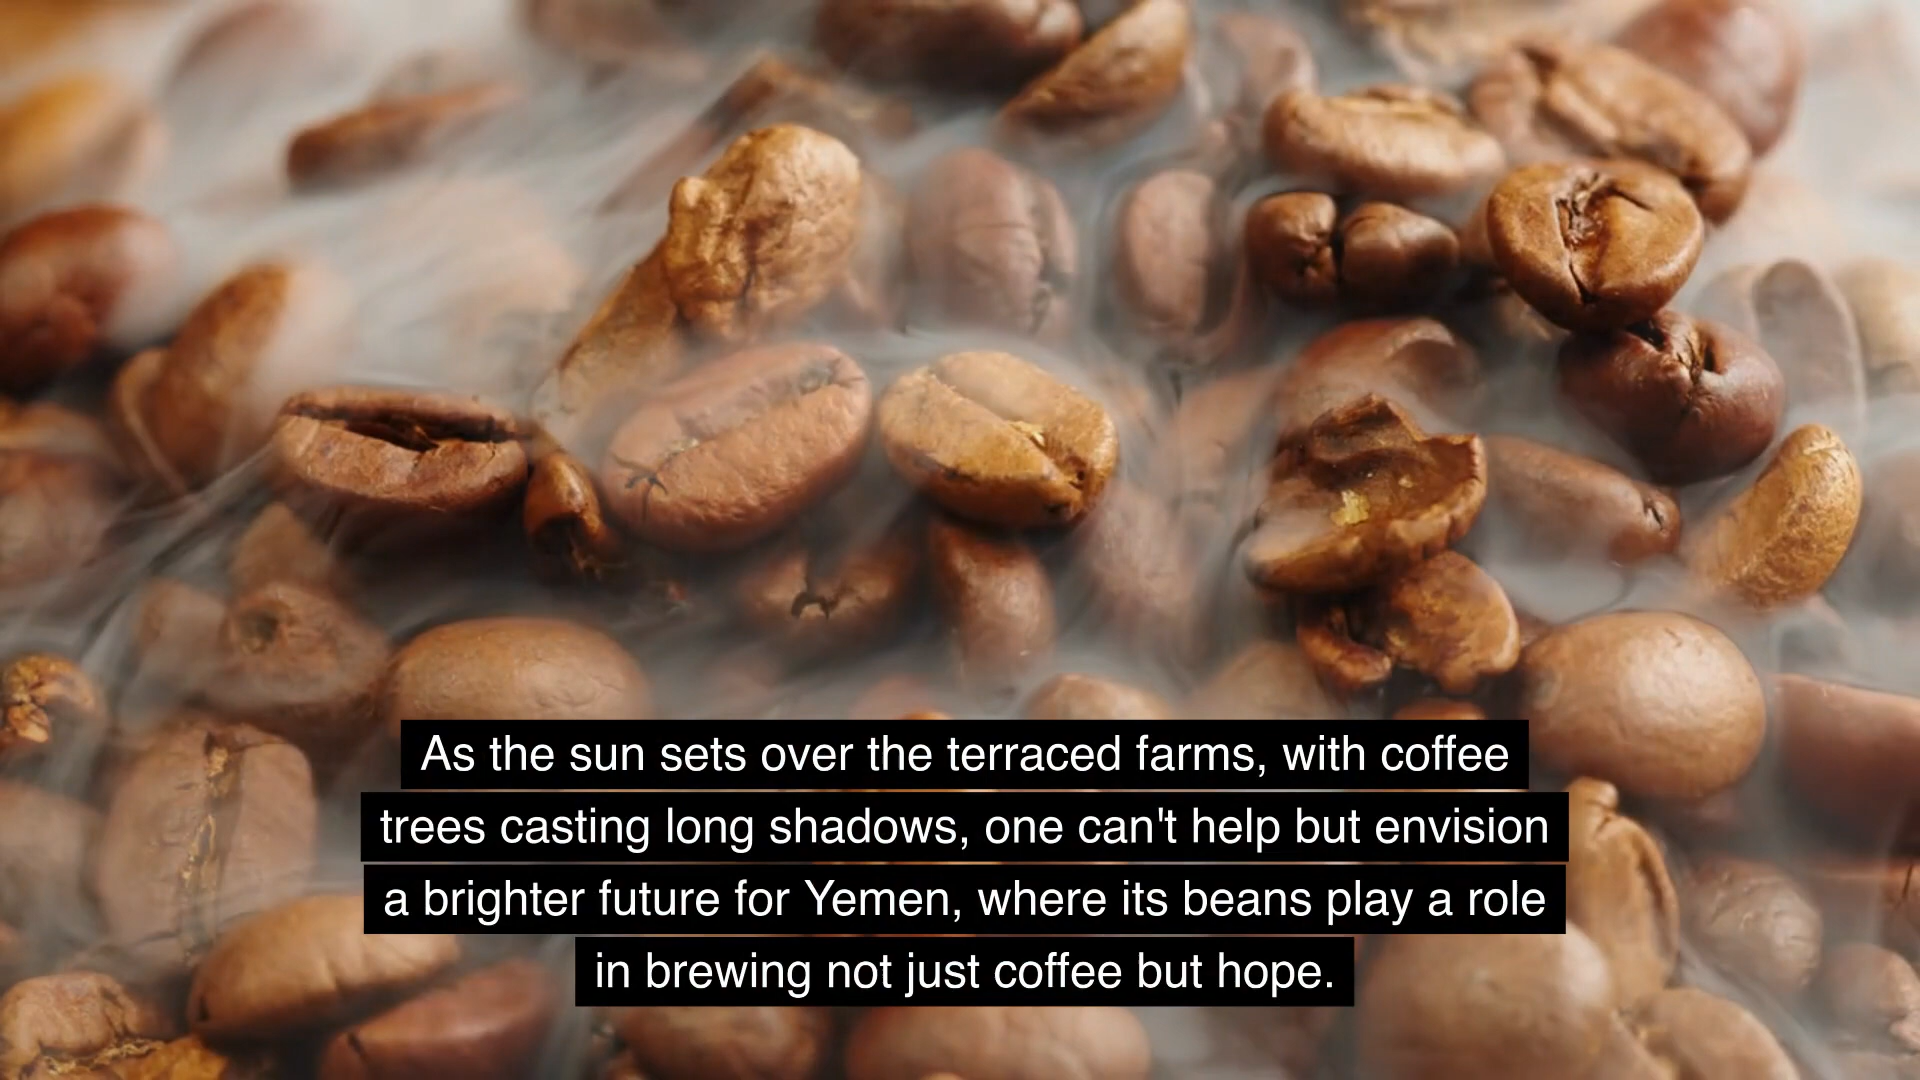 As the sun sets over the terraced farms, with coffee
trees casting long shadows, one can't help but envision
a brighter future for Yemen, where its beans play a role
in brewing not just coffee but hope.